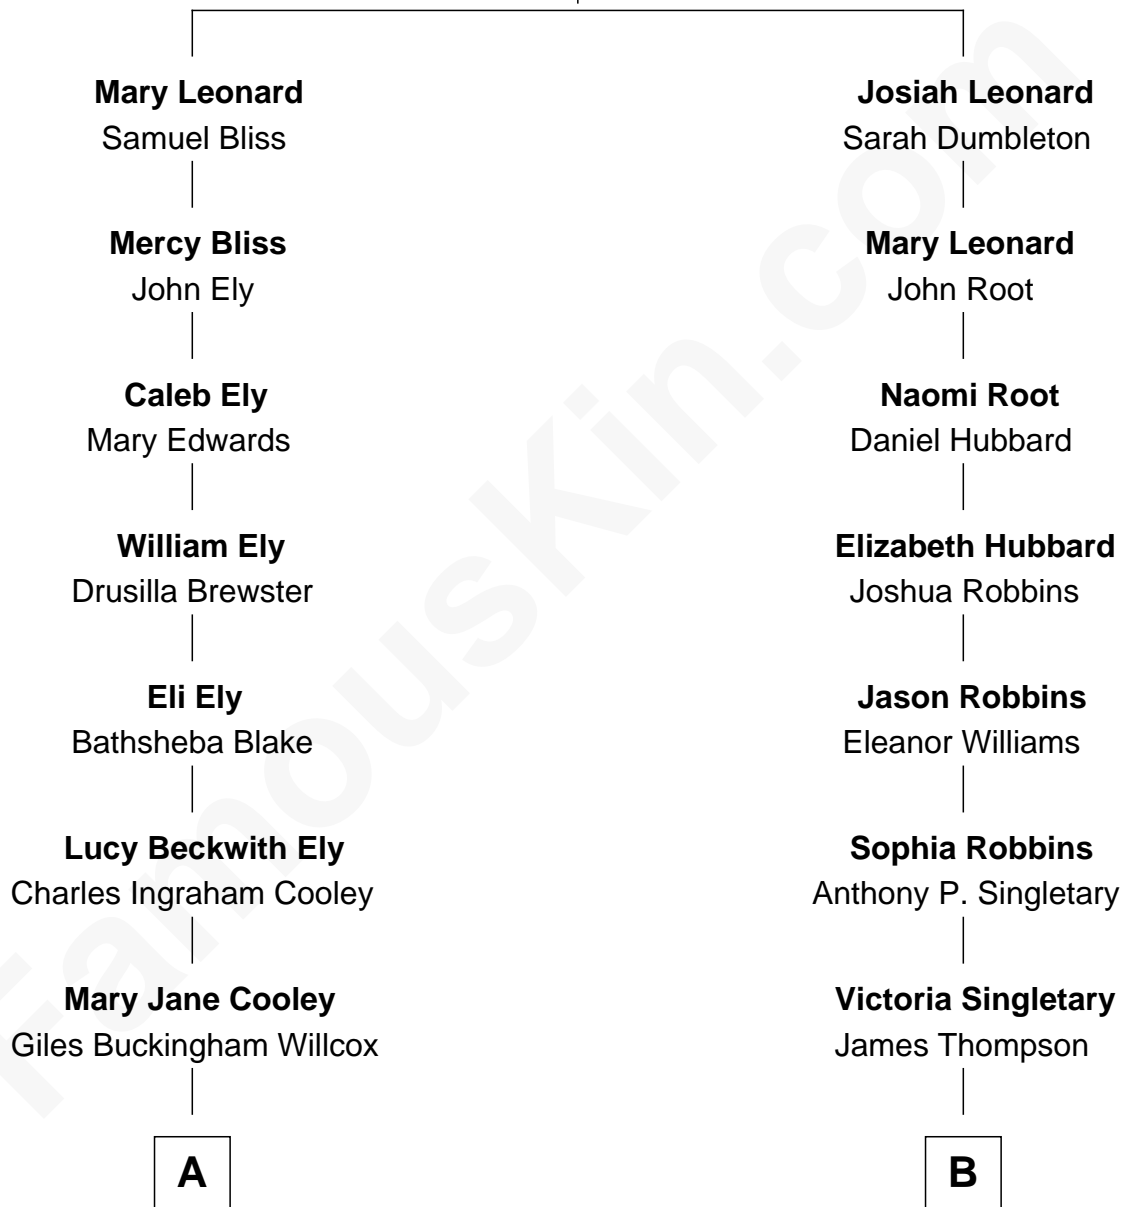 Mary Leonard
Samuel Bliss
Mercy Bliss
John Ely
Caleb Ely
Mary Edwards
William Ely
Drusilla Brewster
Eli Ely
Bathsheba Blake
Lucy Beckwith Ely
Charles Ingraham Cooley
Mary Jane Cooley
Giles Buckingham Willcox
A
Josiah Leonard
Sarah Dumbleton
Mary Leonard
John Root
Naomi Root
Daniel Hubbard
Elizabeth Hubbard
Joshua Robbins
Jason Robbins
Eleanor Williams
Sophia Robbins
Anthony P. Singletary
Victoria Singletary
James Thompson
B
FamousKin.com